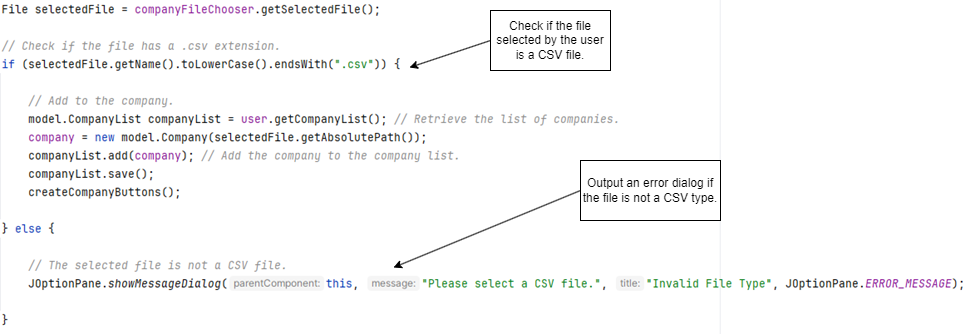 File selectedFile = companyFileChooser.getSelectedFile();
Check if the file
selected by the user
is a CSV file.
// Check if the file has a .csv extension.
if (selectedFile.getName().toLowerCase().endsWith(".csv")) {
// Add to the company.
model.CompanyList companyList = user.getCompanyList(); // Retrieve the list of companies.
company = new model.Company(selectedFile.getAbsolutePath());
companyList.add(company); // Add the company to the company list.
companyList.save();
createCompanyButtons();
Output an error dialog if
the file is not a CSV type.
} else {
// The selected file is not a CSV file.
JOptionPane.showMessageDialog( parentComponent: this, message: "Please select a CSV file.", title: "Invalid File Type", JOptionPane.ERROR_MESSAGE);
}